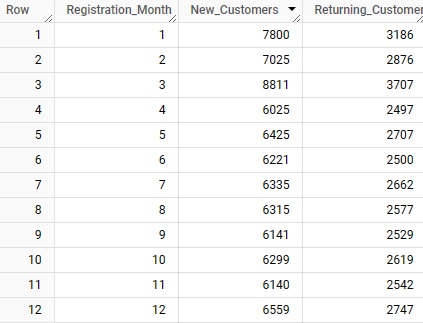 Row Registration_Month New_Customers Returning_Customer
1 1 7800 3186
2 2 7025 2876
3 3 8811 3707
4 4 6025 2497
5 5 6425 2707
6 6 6221 2500
7 7 6335 2662
8 8 6315 2577
9 9 6141 2529
10 10 6299 2619
11 11 6140 2542
12 12 6559 2747